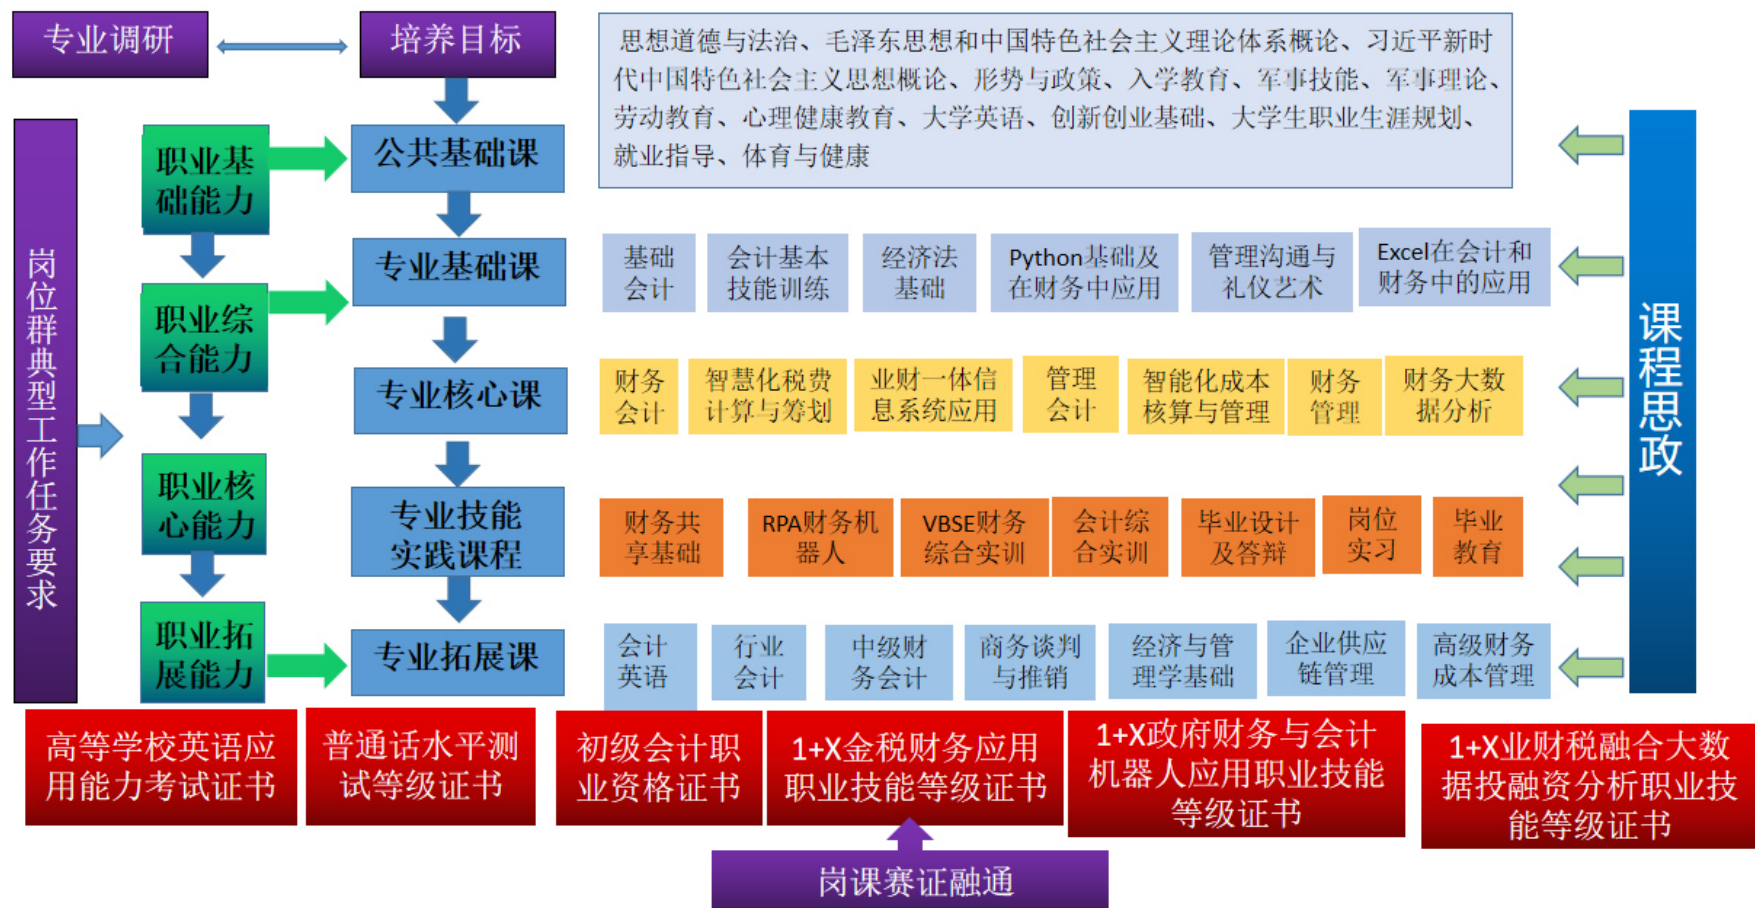 专业调研
培养目标
思想道德与法治、毛泽东思想和中国特色社会主义理论体系概论、习近平新时
代中国特色社会主义思想概论、形势与政策、入学教育、军事技能、军事理论、
劳动教育、心理健康教育、大学英语、创新创业基础、大学生职业生涯规划、
就业指导、体育与健康
岗位群典型工作任务要求
职业基
础能力
公共基础课
职业综
合能力
专业基础课
基础
会计
会计基本
技能训练
经济法
基础
Python基础及
在财务中应用
管理沟通与
礼仪艺术
Excel在会计和
财务中的应用
专业核心课
财务
会计
智慧化税费
计算与筹划
业财一体信
息系统应用
管理
会计
智能化成本
核算与管理
财务
管理
财务大数
据分析
职业核
心能力
专业技能
实践课程
财务共
享基础
RPA财务机
器人
VBSE财务
综合实训
会计综
合实训
毕业设计
及答辩
岗位
实习
毕业
教育
职业拓
展能力
专业拓展课
会计
英语
行业
会计
中级财
务会计
商务谈判
与推销
经济与管
理学基础
企业供应
链管理
高级财务
成本管理
课程思政
高等学校英语应
用能力考试证书
普通话水平测
试等级证书
初级会计职
业资格证书
1+X金税财务应用
职业技能等级证书
1+X政府财务与会计
机器人应用职业技能
等级证书
1+X业财税融合大数
据投融资分析职业技
能等级证书
岗课赛证融通